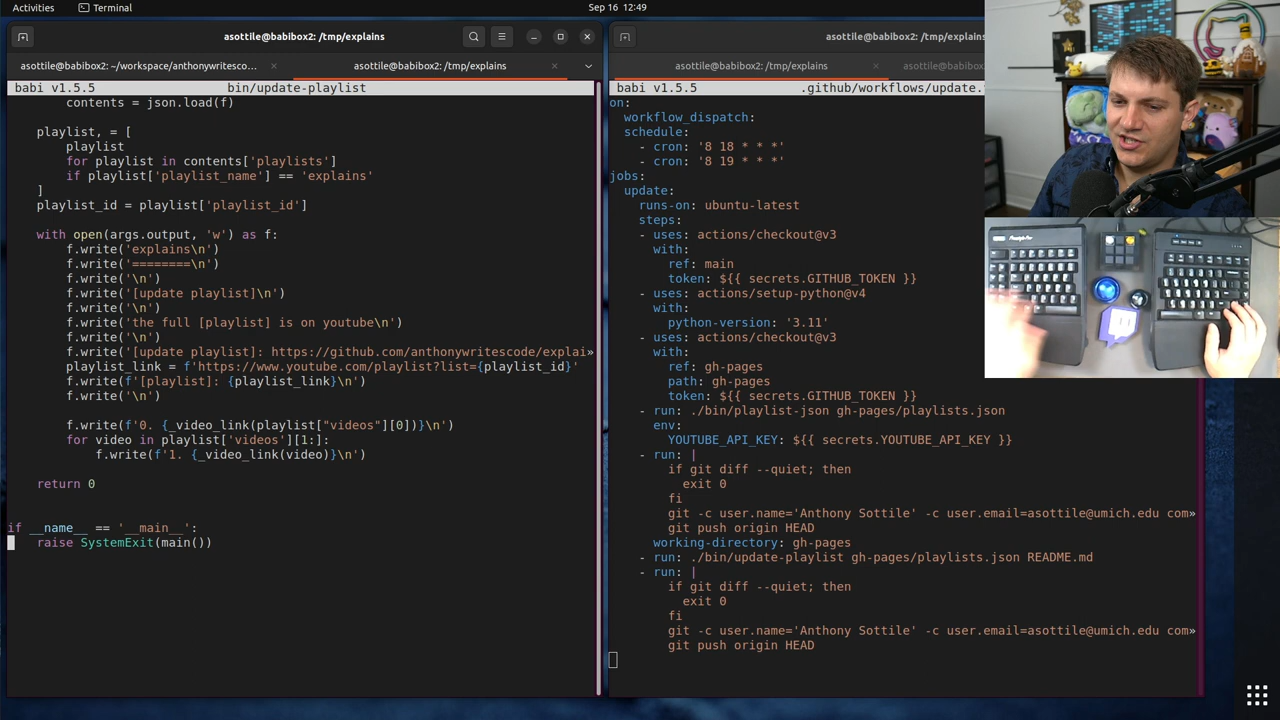 Activities
Terminal
Sep 16 12:49
asottile@babibox2: /tmp/explains
asottile@babibox2: ~/workspace/anthonywritesco...
asottile@babibox2: /tmp/explains
babi v1.5.5 bin/update-playlist
contents = json.load(f)
playlist, = [
playlist
for playlist in contents['playlists']
if playlist['playlist_name'] == 'explains'
]
playlist_id = playlist['playlist_id']
with open(args.output, 'w') as f:
f.write('explains\n')
f.write('========\n')
f.write('\n')
f.write('[update playlist]\n')
f.write('\n')
f.write('the full [playlist] is on youtube\n')
f.write('\n')
f.write('[update playlist]: https://github.com/anthonywritescode/explai»
playlist_link = f'https://www.youtube.com/playlist?list={playlist_id}'
f.write(f'[playlist]: {playlist_link}\n')
f.write('\n')
f.write(f'0. {_video_link(playlist["videos"][0])}\n')
for video in playlist['videos'][1:]:
f.write(f'1. {_video_link(video)}\n')
return 0
if __name__ == '__main__':
raise SystemExit(main())
asottile@babibox2: /tmp/explains
asottile@babibox2: /tmp/explains
asottile@babibox2
babi v1.5.5 .github/workflows/update.
on:
workflow_dispatch:
schedule:
- cron: '8 18 * * *'
- cron: '8 19 * * *'
jobs:
update:
runs-on: ubuntu-latest
steps:
- uses: actions/checkout@v3
with:
ref: main
token: ${{ secrets.GITHUB_TOKEN }}
- uses: actions/setup-python@v4
with:
python-version: '3.11'
- uses: actions/checkout@v3
with:
ref: gh-pages
path: gh-pages
token: ${{ secrets.GITHUB_TOKEN }}
- run: ./bin/playlist-json gh-pages/playlists.json
env:
YOUTUBE_API_KEY: ${{ secrets.YOUTUBE_API_KEY }}
- run: |
if git diff --quiet; then
exit 0
fi
git -c user.name='Anthony Sottile' -c user.email=asottile@umich.edu com»
git push origin HEAD
working-directory: gh-pages
- run: ./bin/update-playlist gh-pages/playlists.json README.md
- run: |
if git diff --quiet; then
exit 0
fi
git -c user.name='Anthony Sottile' -c user.email=asottile@umich.edu com»
git push origin HEAD